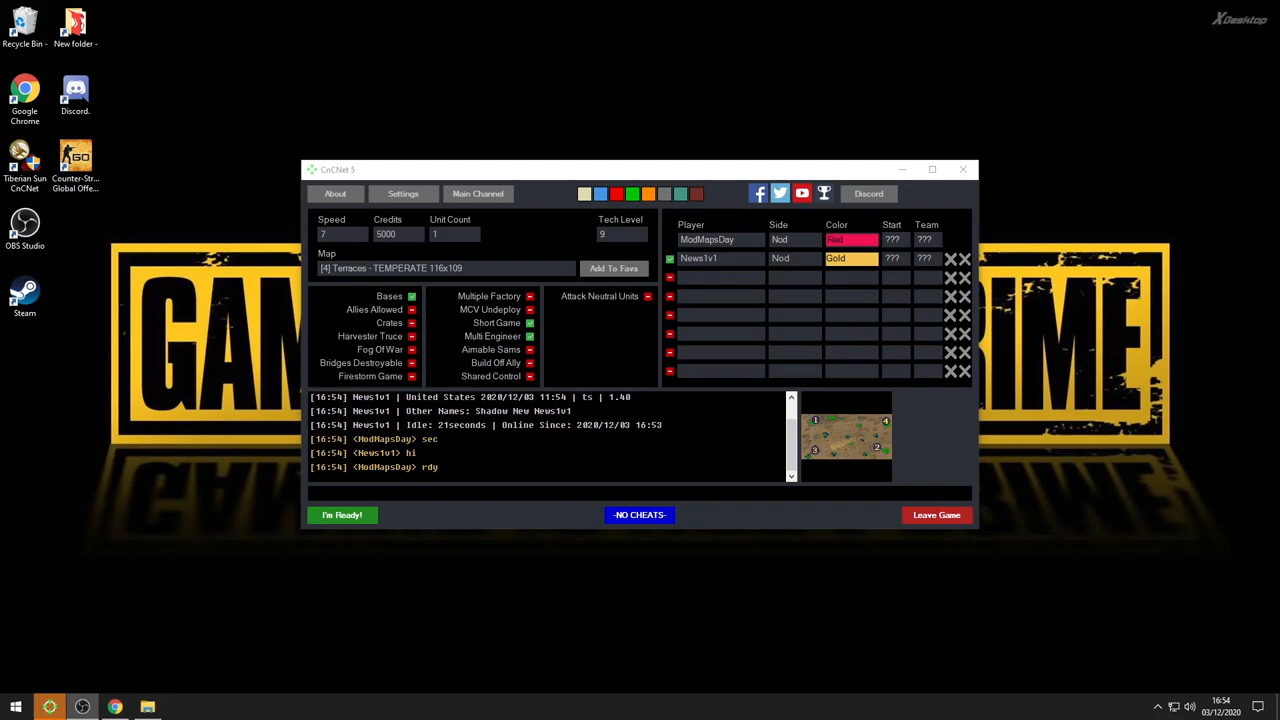 Recycle Bin -
New folder -
XDesktop
Google
Chrome
Discord.
Tiberian Sun
CnCNet
GO
Counter-Str...
Global Offe...
OBS Studio
Steam
GAM
RIME
CnCNet 5
About
Settings
Main Channel
Discord
Speed
Credits
Unit Count
Tech Level
7
5000
1
9
Map
[4] Terraces - TEMPERATE 116x109
Add To Favs
Player
Side
Color
Start
Team
ModMapsDay
Nod
Red
???
???
News1v1
Nod
Gold
???
???
Bases
Allies Allowed
Crates
Harvester Truce
Fog Of War
Bridges Destroyable
Firestorm Game
Multiple Factory
MCV Undeploy
Short Game
Multi Engineer
Aimable Sams
Build Off Ally
Shared Control
Attack Neutral Units
[16:54] News1v1 | United States 2020/12/03 11:54 | ts | 1.40
[16:54] News1v1 | Other Names: Shadow New News1v1
[16:54] News1v1 | Idle: 21seconds | Online Since: 2020/12/03 16:53
[16:54] <ModMapsDay> sec
[16:54] <News1v1> hi
[16:54] <ModMapsDay> rdy
1
4
3
2
I'm Ready!
-NO CHEATS-
Leave Game
16:54
03/12/2020